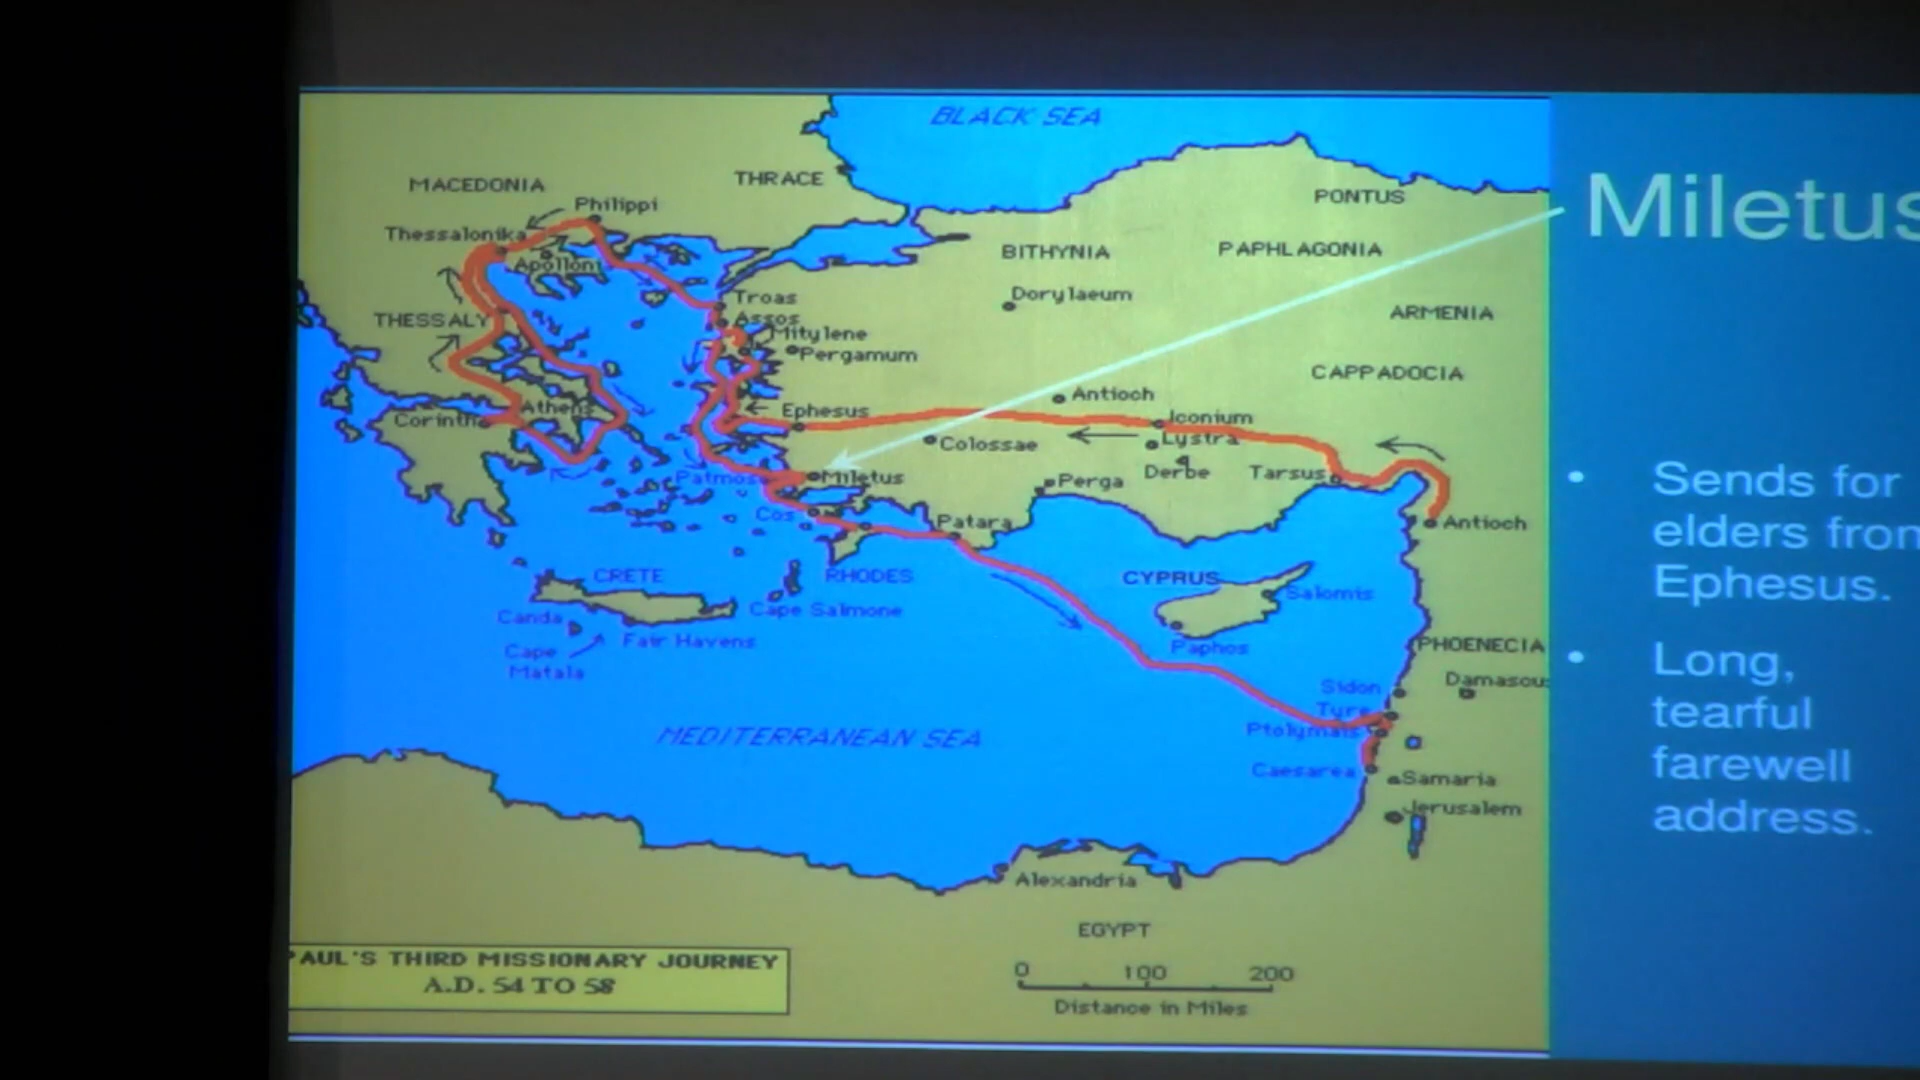 BLACK SEA
MACEDONIA
THRACE
Philippi
PONTUS
Thessalonika
BITHYNIA
PAPHLAGONIA
Apolloni
Troas
Dorylaeum
Assos
THESSALY
Mitylene
ARMENIA
Pergamum
CAPPADOCIA
Antioch
Athens
Ephesus
Corinth
Iconium
Colossae
Lystra
Patmos
Miletus
Perga
Derbe
Tarsus
Cos
Patara
Antioch
CRETE
RHODES
CYPRUS
Salomis
Canda
Cape Salmone
Fair Havens
Paphos
PHOENECIA
Cape
Matala
Sidon
Damascus
Tyre
Ptolymais
MEDITERRANEAN SEA
Caesarea
Samaria
Jerusalem
Alexandria
EGYPT
PAUL'S THIRD MISSIONARY JOURNEY
A.D. 54 TO 58
0 100 200
Distance in Miles
Miletus
• Sends for
elders from
Ephesus.
• Long,
tearful
farewell
address.